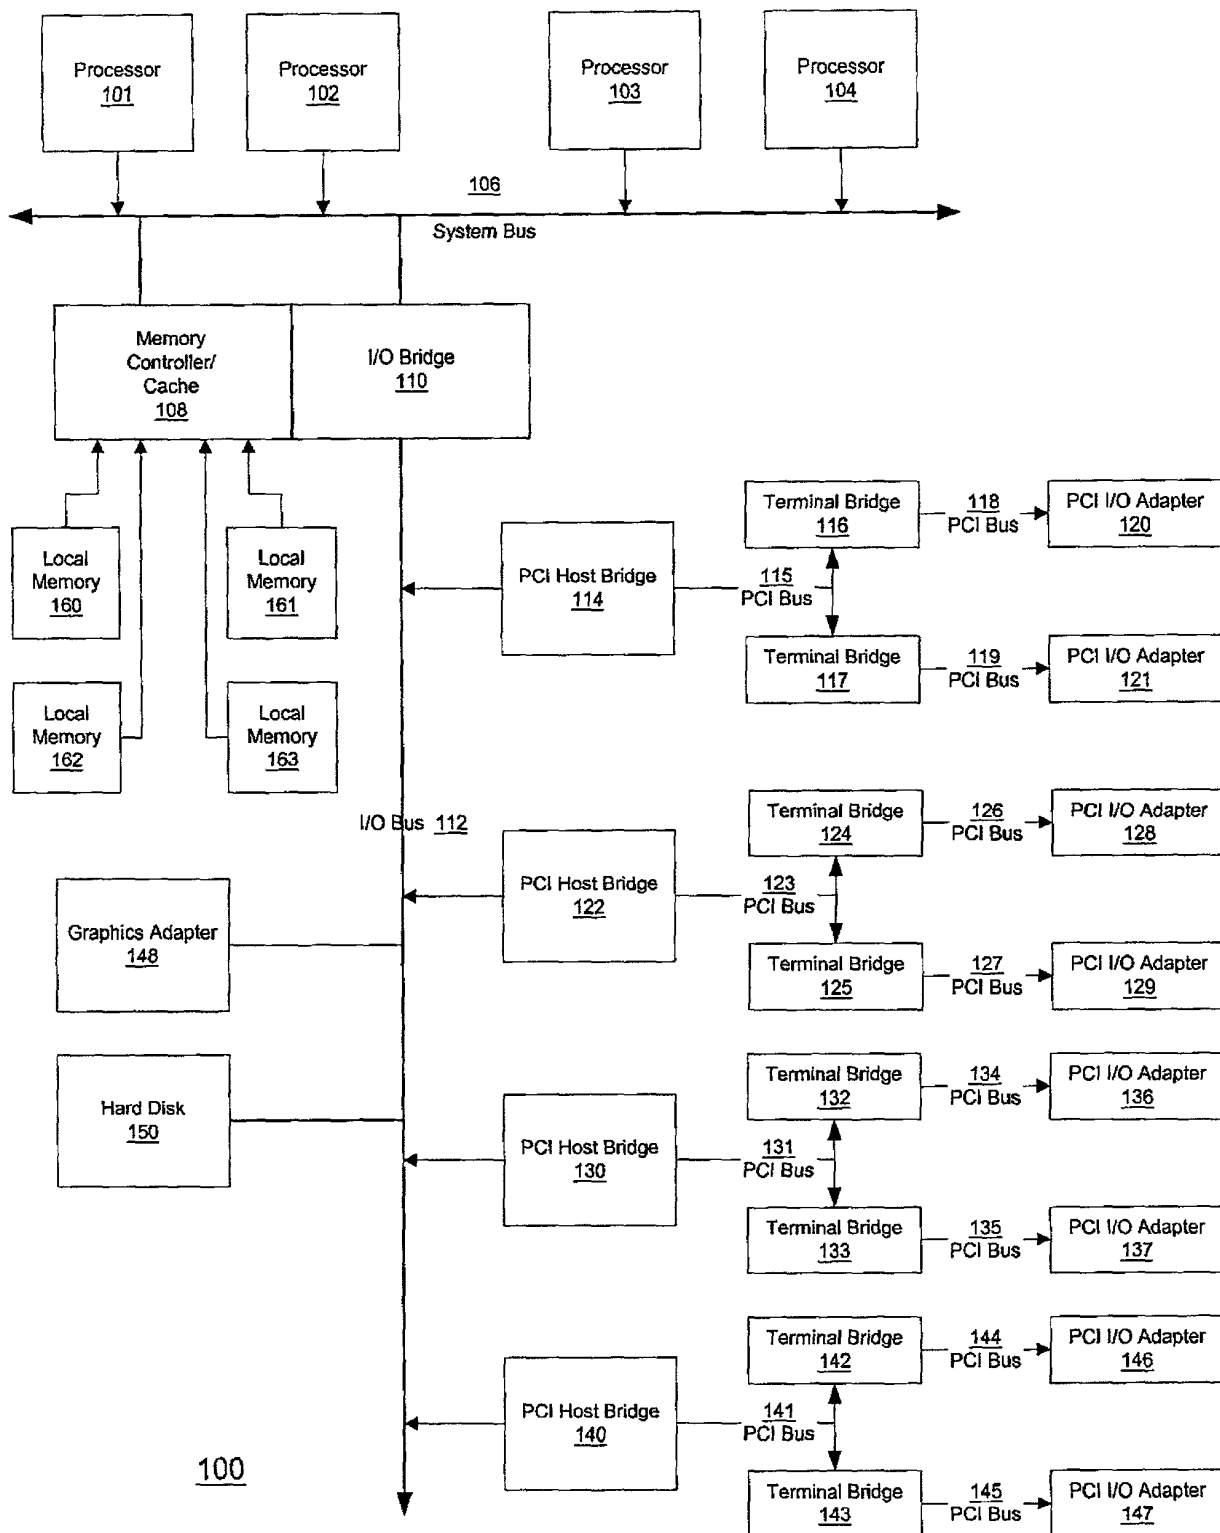 Processor
101
Processor
102
Processor
103
Processor
104
106
System Bus
Memory
Controller/
Cache
108
I/O Bridge
110
Local
Memory
160
Local
Memory
161
Local
Memory
162
Local
Memory
163
I/O Bus 112
PCI Host Bridge
114
115
PCI Bus
Terminal Bridge
116
118
PCI Bus
PCI I/O Adapter
120
Terminal Bridge
117
119
PCI Bus
PCI I/O Adapter
121
PCI Host Bridge
122
123
PCI Bus
Terminal Bridge
124
126
PCI Bus
PCI I/O Adapter
128
Terminal Bridge
125
127
PCI Bus
PCI I/O Adapter
129
Graphics Adapter
148
Hard Disk
150
PCI Host Bridge
130
131
PCI Bus
Terminal Bridge
132
134
PCI Bus
PCI I/O Adapter
136
Terminal Bridge
133
135
PCI Bus
PCI I/O Adapter
137
PCI Host Bridge
140
141
PCI Bus
Terminal Bridge
142
144
PCI Bus
PCI I/O Adapter
146
Terminal Bridge
143
145
PCI Bus
PCI I/O Adapter
147
100